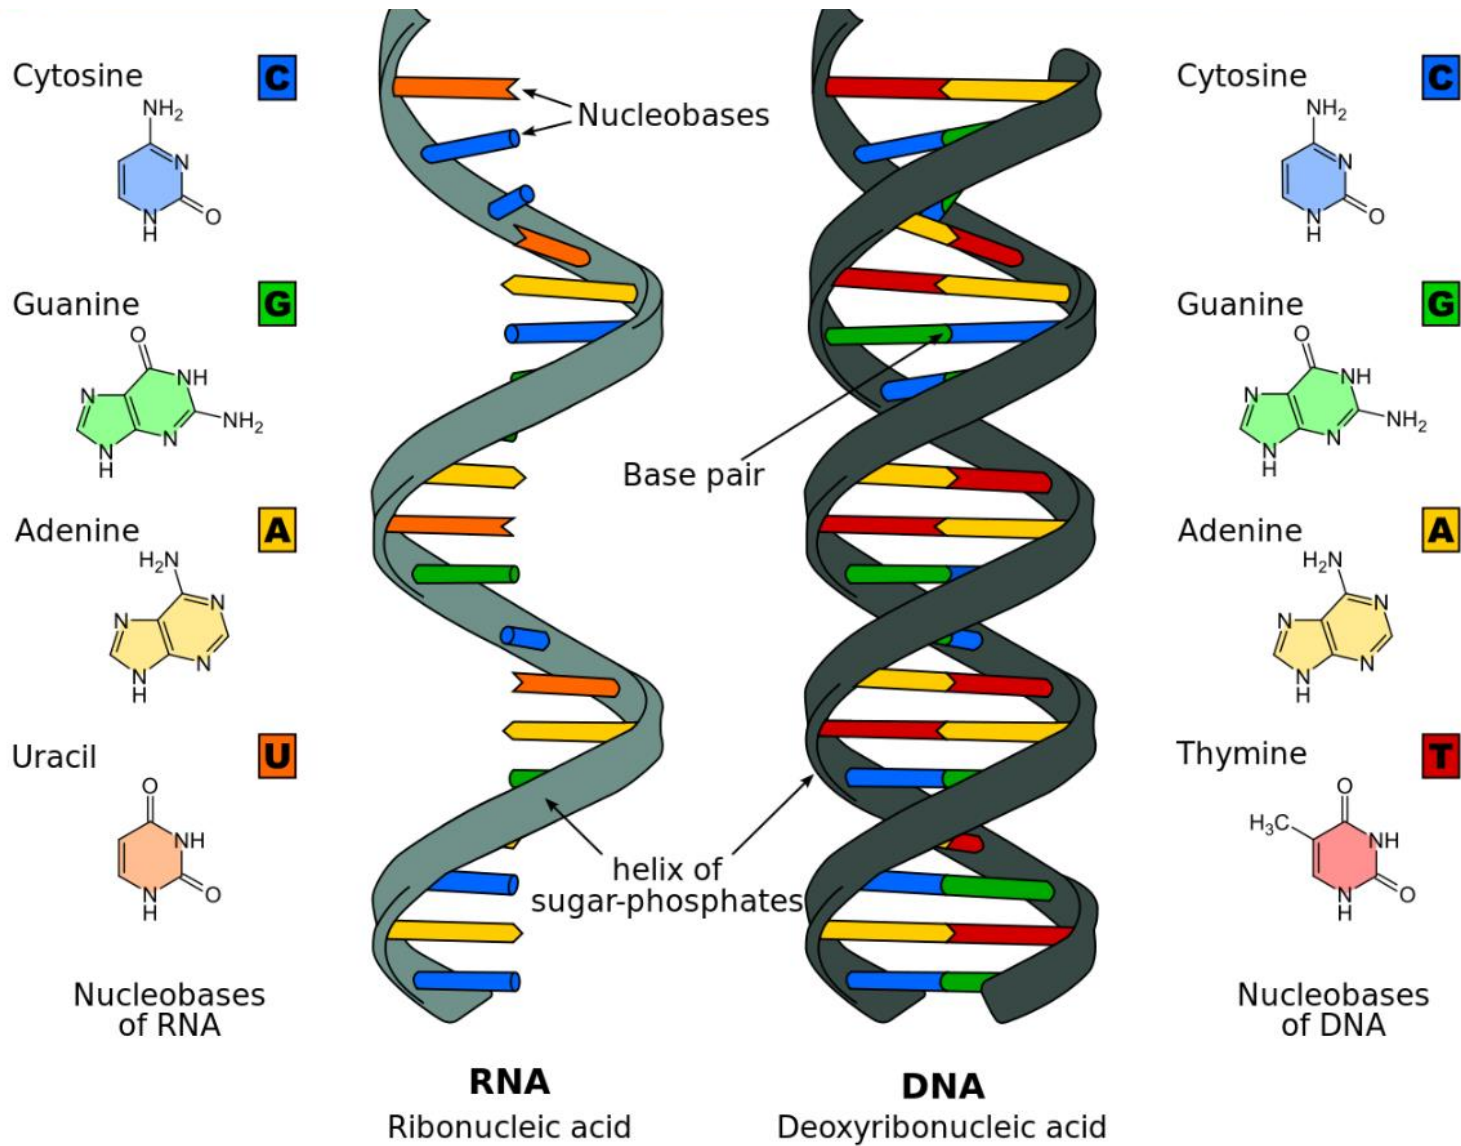 Cytosine
C
NH2
N
N
H
O
Guanine
G
O
N
NH
N
H
N
NH2
Adenine
A
H2N
N
N
N
H
N
Uracil
U
O
NH
N
H
O
Nucleobases
of RNA
Nucleobases
Base pair
helix of
sugar-phosphates
RNA
Ribonucleic acid
DNA
Deoxyribonucleic acid
Cytosine
C
NH2
N
N
H
O
Guanine
G
O
N
NH
N
H
N
NH2
Adenine
A
H2N
N
N
N
H
N
Thymine
T
O
H3C
NH
N
H
O
Nucleobases
of DNA